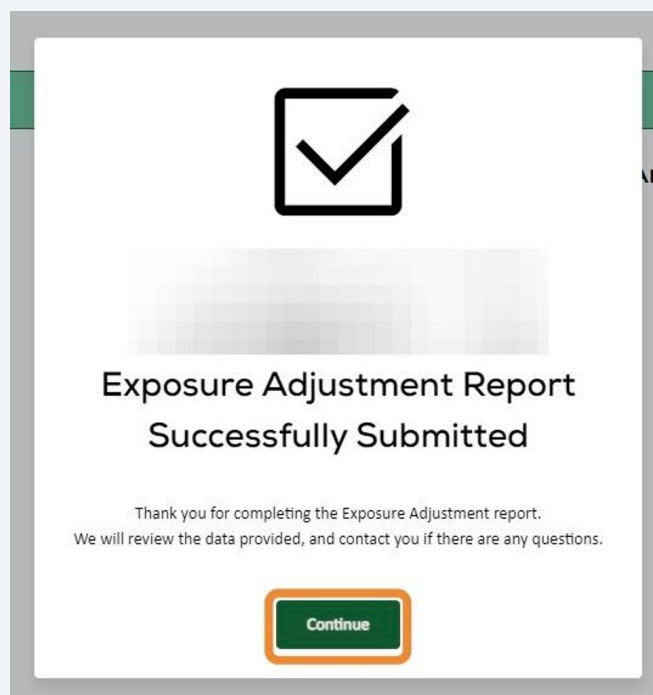 Exposure Adjustment Report
Successfully Submitted
Thank you for completing the Exposure Adjustment report.
We will review the data provided, and contact you if there are any questions.
Continue